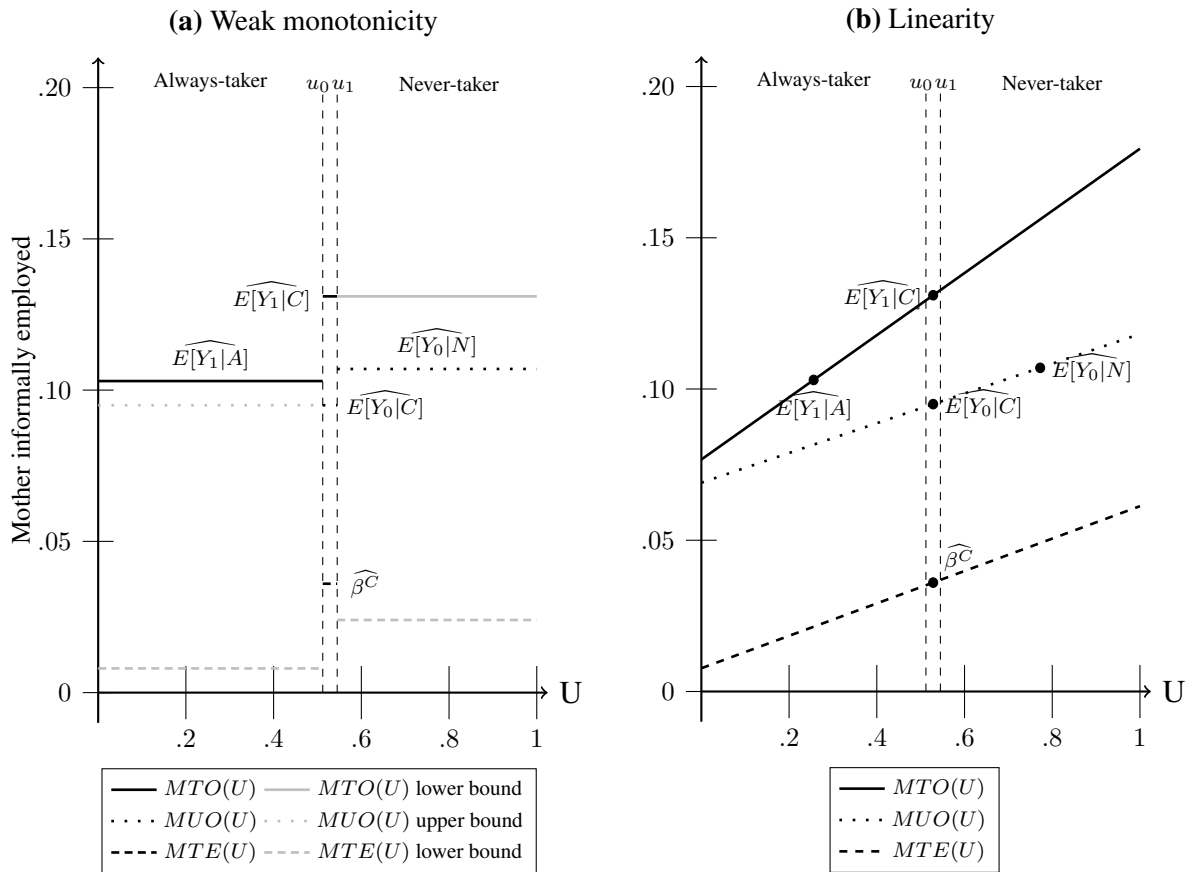 (a) Weak monotonicity
Mother informally employed
.20
.15
.10
.05
0
Always-taker
u₀ u₁
Never-taker
E[Y₁|C]
E[Y₁|A]
E[Y₀|N]
E[Y₀|C]
β^C
.2 .4 .6 .8 1
U
MTO(U) MTO(U) lower bound
MUO(U) MUO(U) upper bound
MTE(U) MTE(U) lower bound
(b) Linearity
.20
.15
.10
.05
0
Always-taker
u₀ u₁
Never-taker
E[Y₁|C]
E[Y₁|A]
E[Y₀|N]
E[Y₀|C]
β^C
.2 .4 .6 .8 1
U
MTO(U)
MUO(U)
MTE(U)